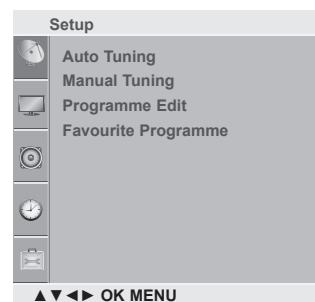 Setup
Auto Tuning
Manual Tuning
Programme Edit
Favourite Programme
▲▼◄► OK MENU